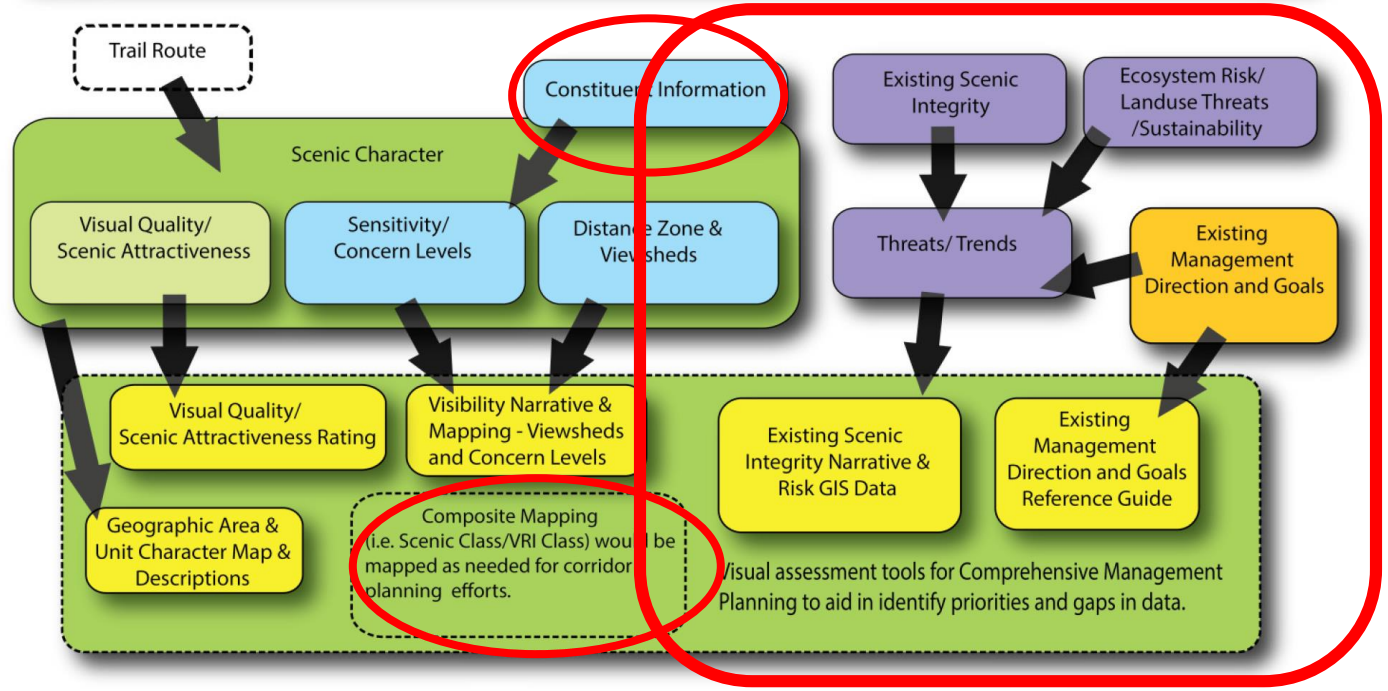 Trail Route
Constituent Information
Existing Scenic
Integrity
Ecosystem Risk/
Landuse Threats
/Sustainability
Scenic Character
Visual Quality/
Scenic Attractiveness
Sensitivity/
Concern Levels
Distance Zone &
Viewsheds
Threats/ Trends
Existing
Management
Direction and Goals
Visual Quality/
Scenic Attractiveness Rating
Visibility Narrative &
Mapping - Viewsheds
and Concern Levels
Existing Scenic
Integrity Narrative &
Risk GIS Data
Existing
Management
Direction and Goals
Reference Guide
Geographic Area &
Unit Character Map &
Descriptions
Composite Mapping
(i.e. Scenic Class/VRI Class) would be
mapped as needed for corridor
planning efforts.
Visual assessment tools for Comprehensive Management
Planning to aid in identify priorities and gaps in data.